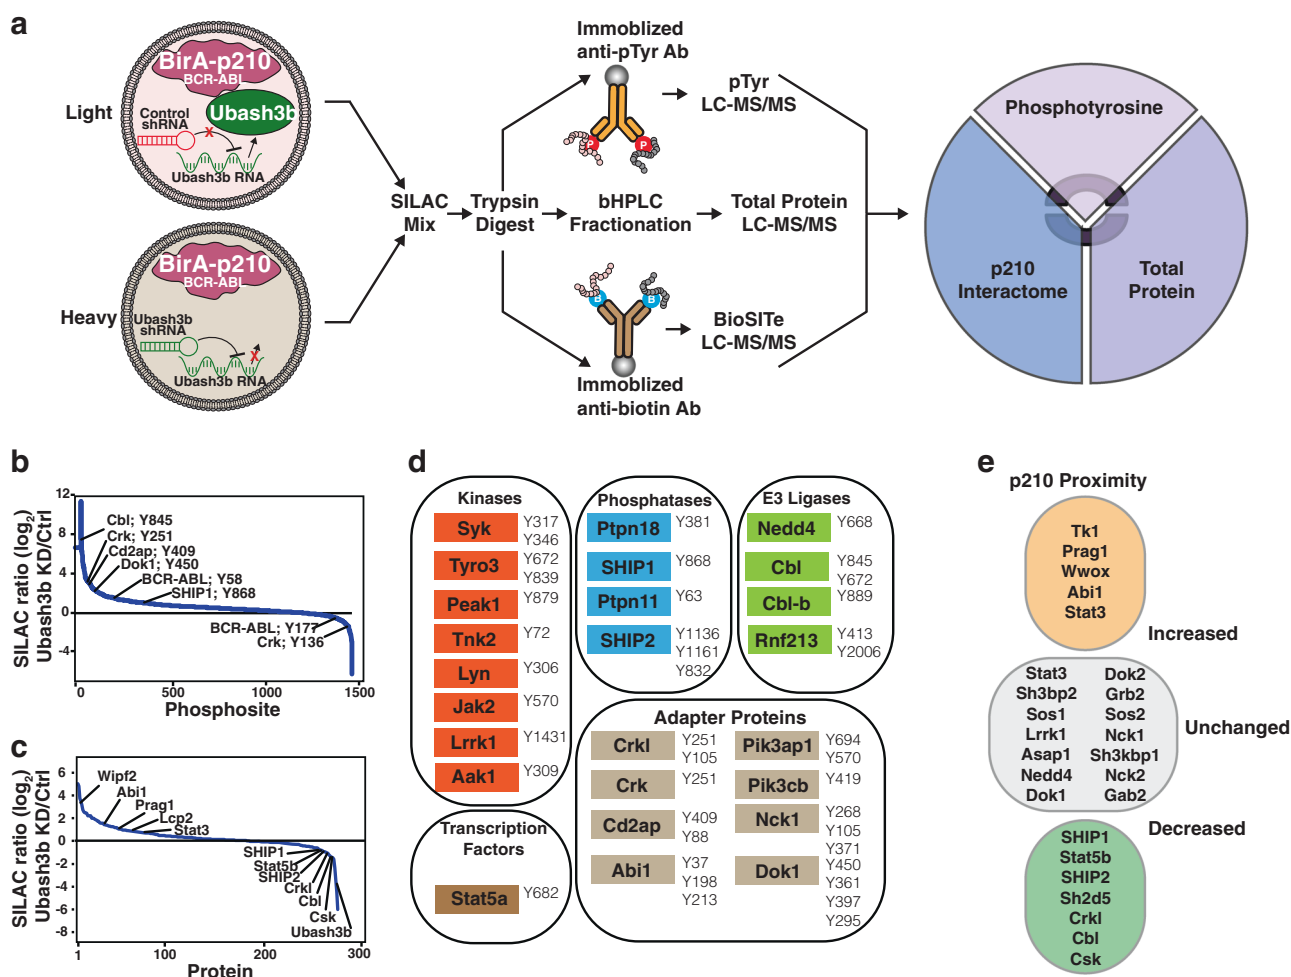 a
Light
BirA-p210
BCR-ABL
Ubash3b
Control
shRNA
X
Ubash3b RNA
Heavy
BirA-p210
BCR-ABL
Ubash3b
shRNA
X
Ubash3b RNA
SILAC
Mix
Trypsin
Digest
Immoblized
anti-pTyr Ab
P P
pTyr
LC-MS/MS
bHPLC
Fractionation
Total Protein
LC-MS/MS
B B
BioSITe
LC-MS/MS
Immoblized
anti-biotin Ab
Phosphotyrosine
p210
Interactome
Total
Protein
b
SILAC ratio (log2)
Ubash3b KD/Ctrl
12
8
4
0
-4
Cbl; Y845
Crk; Y251
Cd2ap; Y409
Dok1; Y450
BCR-ABL; Y58
SHIP1; Y868
BCR-ABL; Y177
Crk; Y136
0 500 1000 1500
Phosphosite
c
SILAC ratio (log2)
Ubash3b KD/Ctrl
6
4
2
0
-2
-4
-6
-8
Wipf2
Abi1
Prag1
Lcp2
Stat3
SHIP1
Stat5b
SHIP2
Crkl
Cbl
Csk
Ubash3b
1 100 200 300
Protein
d
Kinases
Syk Y317
Y346
Tyro3 Y672
Y839
Peak1 Y879
Tnk2 Y72
Lyn Y306
Jak2 Y570
Lrrk1 Y1431
Aak1 Y309
Phosphatases
Ptpn18 Y381
SHIP1 Y868
Ptpn11 Y63
SHIP2 Y1136
Y1161
Y832
E3 Ligases
Nedd4 Y668
Cbl Y845
Y672
Cbl-b Y889
Rnf213 Y413
Y2006
Transcription
Factors
Stat5a Y682
Adapter Proteins
Crkl Y251
Y105
Crk Y251
Cd2ap Y409
Y88
Abi1 Y37
Y198
Y213
Pik3ap1 Y694
Y570
Pik3cb Y419
Nck1 Y268
Y105
Y371
Dok1 Y450
Y361
Y397
Y295
e
p210 Proximity
Tk1
Prag1
Wwox
Abi1
Stat3
Increased
Stat3 Dok2
Sh3bp2 Grb2
Sos1 Sos2
Lrrk1 Nck1
Asap1 Sh3kbp1
Nedd4 Nck2
Dok1 Gab2
Unchanged
Decreased
SHIP1
Stat5b
SHIP2
Sh2d5
Crkl
Cbl
Csk